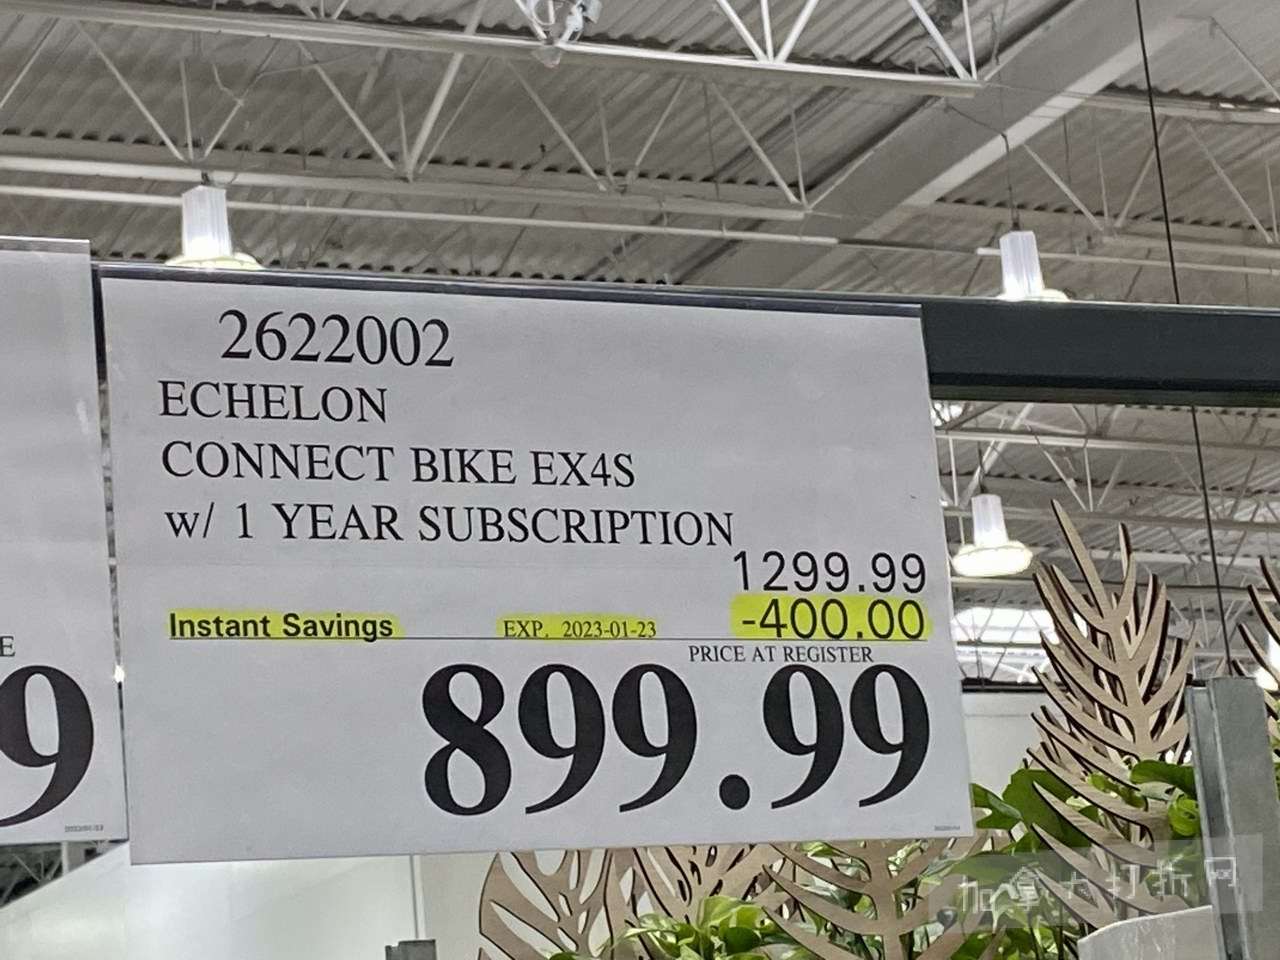 2622002
ECHELON
CONNECT BIKE EX4S
w/ 1 YEAR SUBSCRIPTION
1299.99
Instant Savings EXP. 2023-01-23 -400.00
PRICE AT REGISTER
899.99
E
9
加拿大打折网